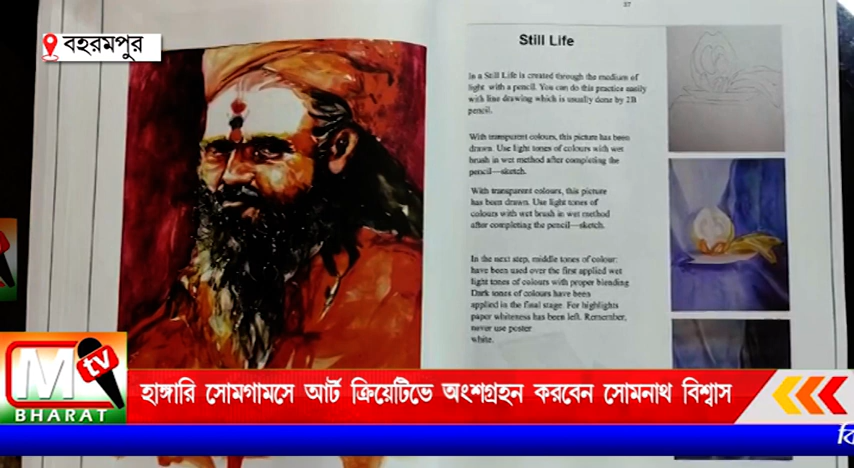 বহরমপুর
37
Still Life
In a Still Life is created through the medium of
light with a pencil. You can do this practice easily
with line drawing which is usually done by 2B
pencil.
With transparent colours, this picture has been
drawn. Use light tones of colours with wet
brush in wet method after completing the
pencil—sketch.
With transparent colours, this picture
has been drawn. Use light tones of
colours with wet brush in wet method
after completing the pencil—sketch.
In the next step, middle tones of colour:
have been used over the first applied wet
light tones of colours with proper blending
Dark tones of colours have been
applied in the final stage. For highlights
paper whiteness has been left. Remember,
never use poster
white.
M tv
BHARAT
হাঙ্গারি সোমগামসে আর্ট ক্রিয়েটিভে অংশগ্রহন করবেন সোমনাথ বিশ্বাস